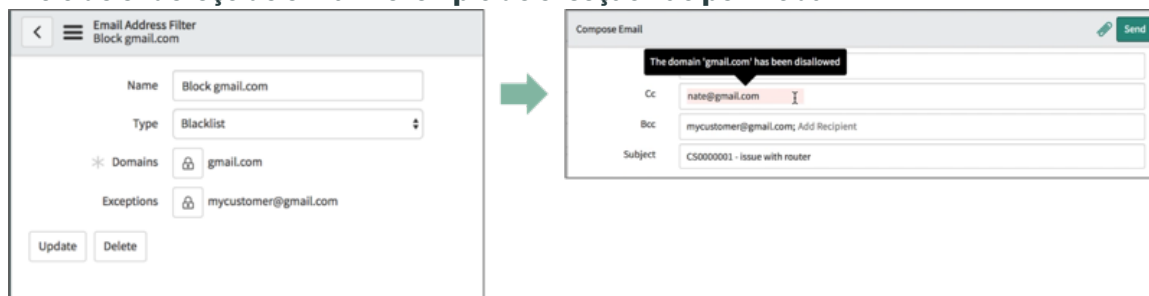 Email Address Filter
Block gmail.com
Name
Block gmail.com
Type
Blacklist
Domains
gmail.com
Exceptions
mycustomer@gmail.com
Update
Delete
Compose Email
Send
The domain 'gmail.com' has been disallowed
Cc
nate@gmail.com
Bcc
mycustomer@gmail.com; Add Recipient
Subject
CS0000001 - issue with router